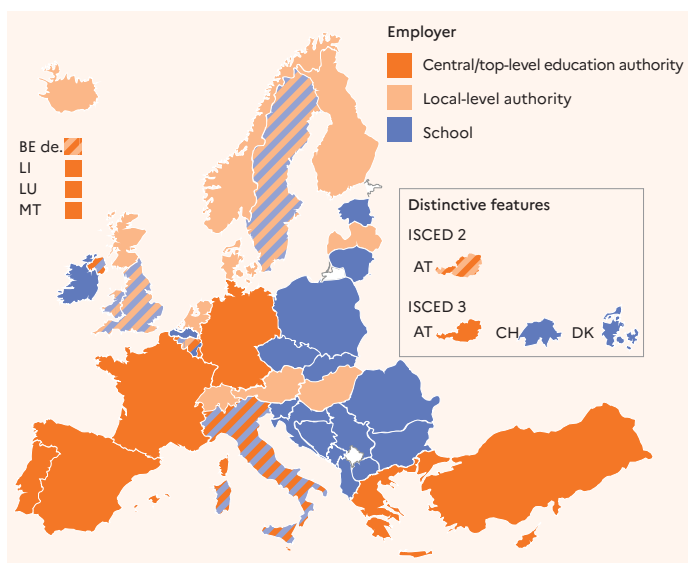 Employer
Central/top-level education authority
Local-level authority
School
BE de.
LI
LU
MT
Distinctive features
ISCED 2
AT
ISCED 3
AT CH DK